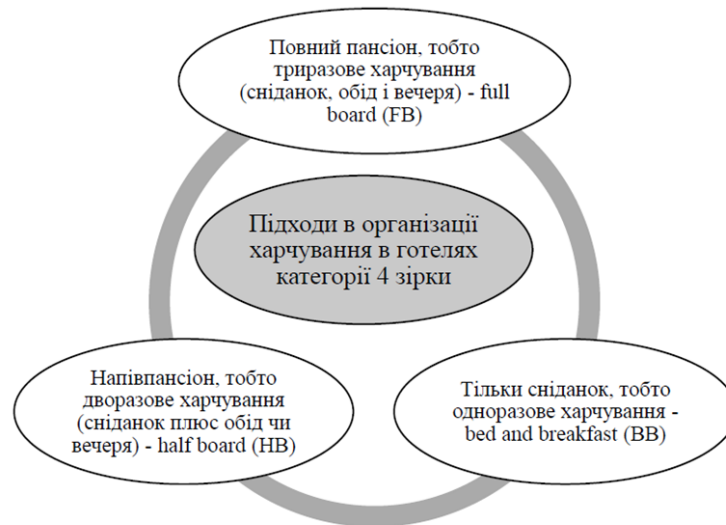 Повний пансіон, тобто
триразове харчування
(сніданок, обід і вечеря) - full
board (FB)
Підходи в організації
харчування в готелях
категорії 4 зірки
Напівпансіон, тобто
дворазове харчування
(сніданок плюс обід чи
вечеря) - half board (HB)
Тільки сніданок, тобто
одноразове харчування -
bed and breakfast (BB)